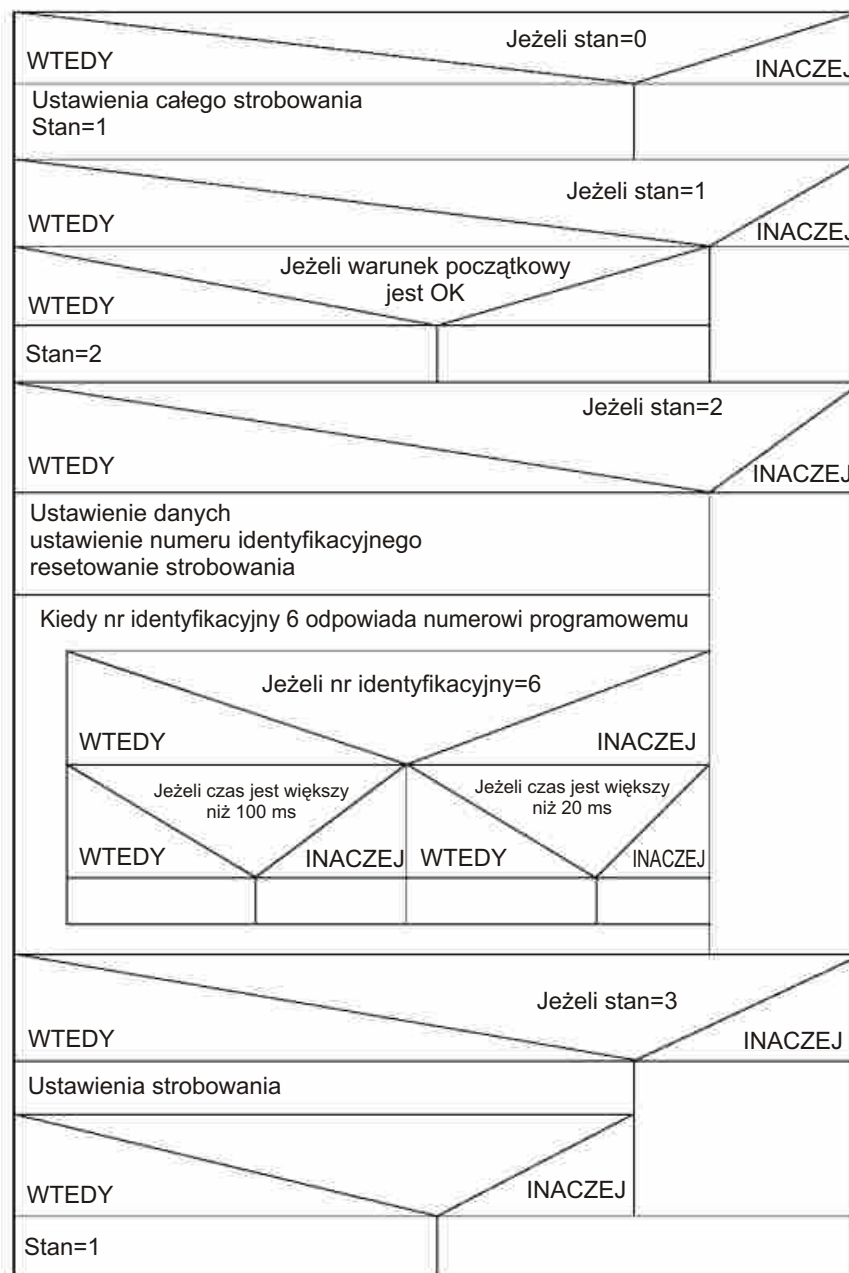 Jeżeli stan=0
WTEDY
INACZEJ
Ustawienia całego strobowania
Stan=1
Jeżeli stan=1
WTEDY
INACZEJ
Jeżeli warunek początkowy
jest OK
WTEDY
Stan=2
Jeżeli stan=2
WTEDY
INACZEJ
Ustawienie danych
ustawienie numeru identyfikacyjnego
resetowanie strobowania
Kiedy nr identyfikacyjny 6 odpowiada numerowi programowemu
Jeżeli nr identyfikacyjny=6
WTEDY
INACZEJ
Jeżeli czas jest większy
niż 100 ms
Jeżeli czas jest większy
niż 20 ms
WTEDY
INACZEJ
WTEDY
INACZEJ
Jeżeli stan=3
WTEDY
INACZEJ
Ustawienia strobowania
WTEDY
INACZEJ
Stan=1